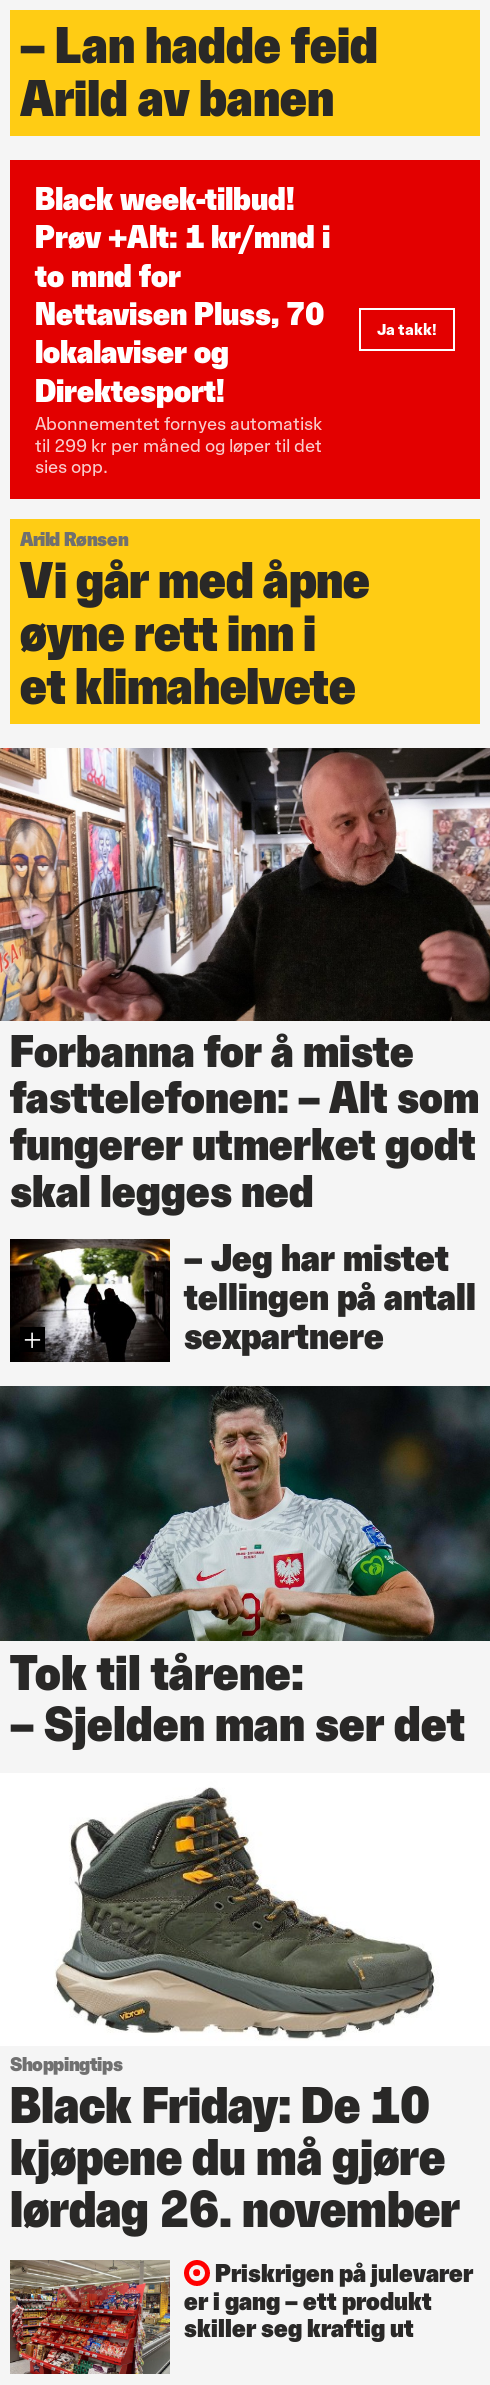 – Lan hadde feid
Arild av banen
Black week-tilbud!
Prøv +Alt: 1 kr/mnd i
to mnd for
Nettavisen Pluss, 70
lokalaviser og
Direktesport!
Ja takk!
Abonnementet fornyes automatisk
til 299 kr per måned og løper til det
sies opp.
Arild Rønsen
Vi går med åpne
øyne rett inn i
et klimahelvete
Forbanna for å miste
fasttelefonen: – Alt som
fungerer utmerket godt
skal legges ned
– Jeg har mistet
tellingen på antall
sexpartnere
Tok til tårene:
– Sjelden man ser det
HOKA
vibram
Shoppingtips
Black Friday: De 10
kjøpene du må gjøre
lørdag 26. november
Priskrigen på julevarer
er i gang – ett produkt
skiller seg kraftig ut